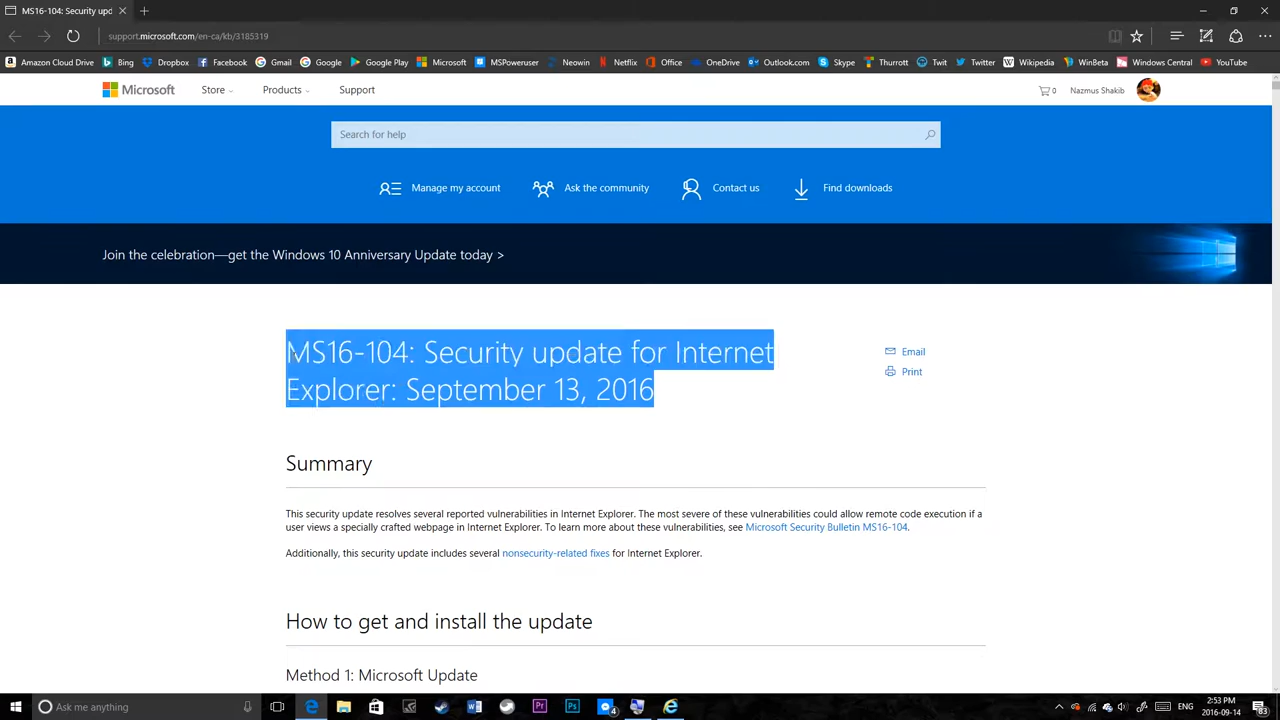 MS16-104: Security upd
support.microsoft.com/en-ca/kb/3185319
Amazon Cloud Drive Bing Dropbox Facebook Gmail Google Google Play Microsoft MSPoweruser Neowin Netflix Office OneDrive Outlook.com Skype Thurrott Twit Twitter Wikipedia WinBeta Windows Central YouTube
Microsoft Store Products Support 0 Nazmus Shakib
Search for help
Manage my account Ask the community Contact us Find downloads
Join the celebration—get the Windows 10 Anniversary Update today >
MS16-104: Security update for Internet
Explorer: September 13, 2016
Email
Print
Summary
This security update resolves several reported vulnerabilities in Internet Explorer. The most severe of these vulnerabilities could allow remote code execution if a
user views a specially crafted webpage in Internet Explorer. To learn more about these vulnerabilities, see Microsoft Security Bulletin MS16-104.
Additionally, this security update includes several nonsecurity-related fixes for Internet Explorer.
How to get and install the update
Method 1: Microsoft Update
Ask me anything
4
ENG
2:53 PM
2016-09-14